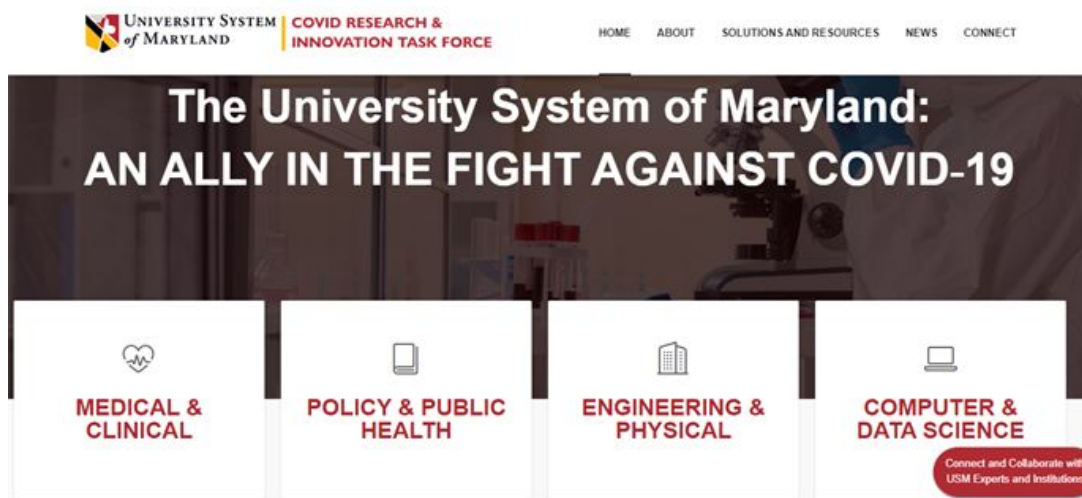 UNIVERSITY SYSTEM
of MARYLAND
COVID RESEARCH &
INNOVATION TASK FORCE
HOME ABOUT SOLUTIONS AND RESOURCES NEWS CONNECT
The University System of Maryland:
AN ALLY IN THE FIGHT AGAINST COVID-19
MEDICAL &
CLINICAL
POLICY & PUBLIC
HEALTH
ENGINEERING &
PHYSICAL
COMPUTER &
DATA SCIENCE
Connect and Collaborate with
USM Experts and Institutions